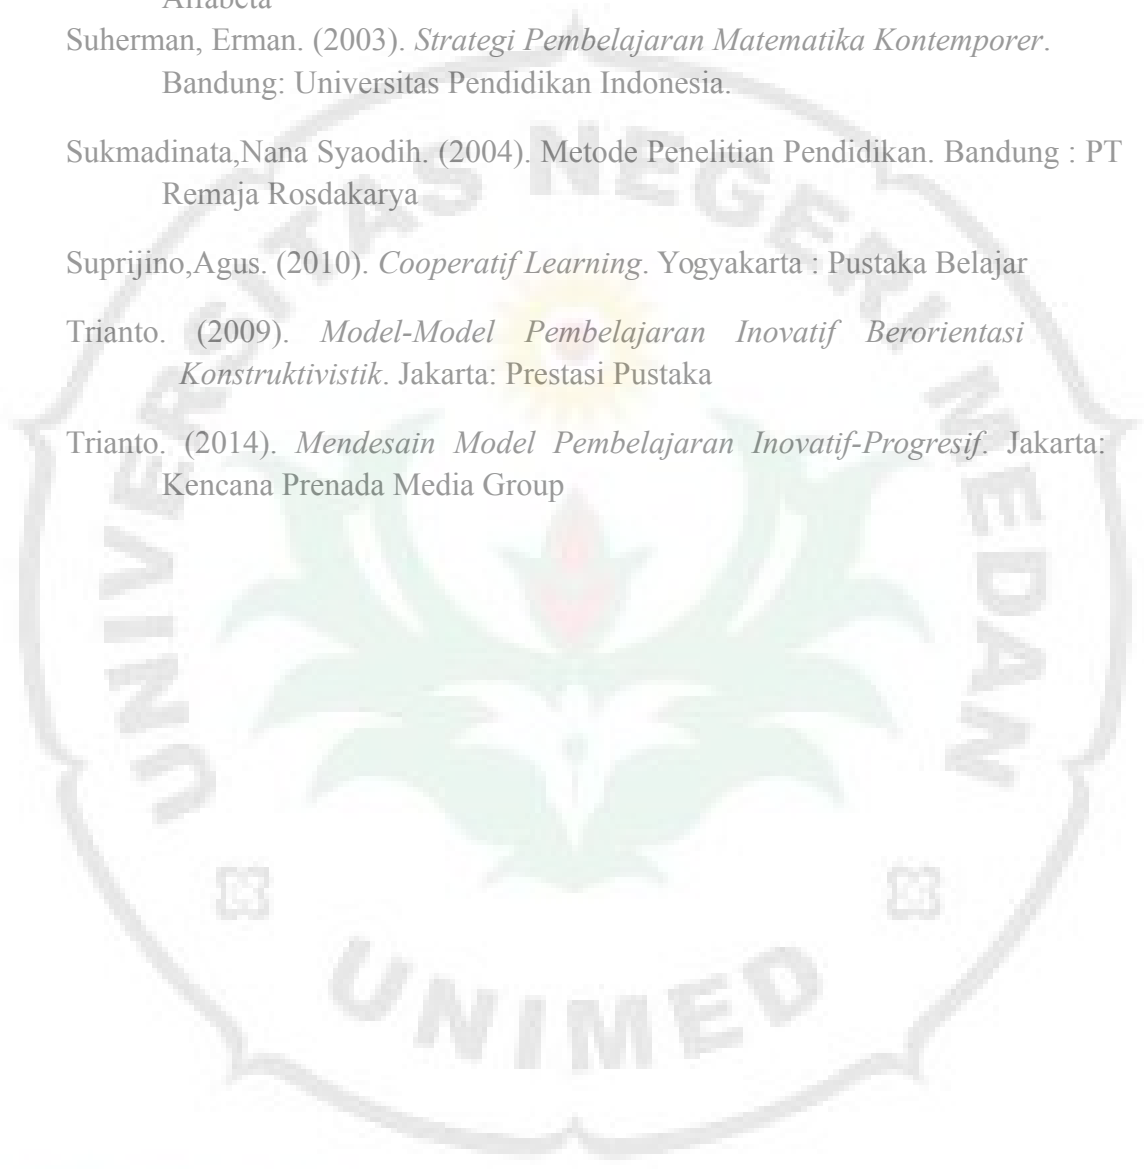 Alfabeta
Suherman, Erman. (2003). Strategi Pembelajaran Matematika Kontemporer.
Bandung: Universitas Pendidikan Indonesia.
Sukmadinata,Nana Syaodih. (2004). Metode Penelitian Pendidikan. Bandung : PT
Remaja Rosdakarya
Suprijino,Agus. (2010). Cooperatif Learning. Yogyakarta : Pustaka Belajar
Trianto. (2009). Model-Model Pembelajaran Inovatif Berorientasi
Konstruktivistik. Jakarta: Prestasi Pustaka
Trianto. (2014). Mendesain Model Pembelajaran Inovatif-Progresif. Jakarta:
Kencana Prenada Media Group
UNIVERSITAS NEGERI MEDAN
UNIMED